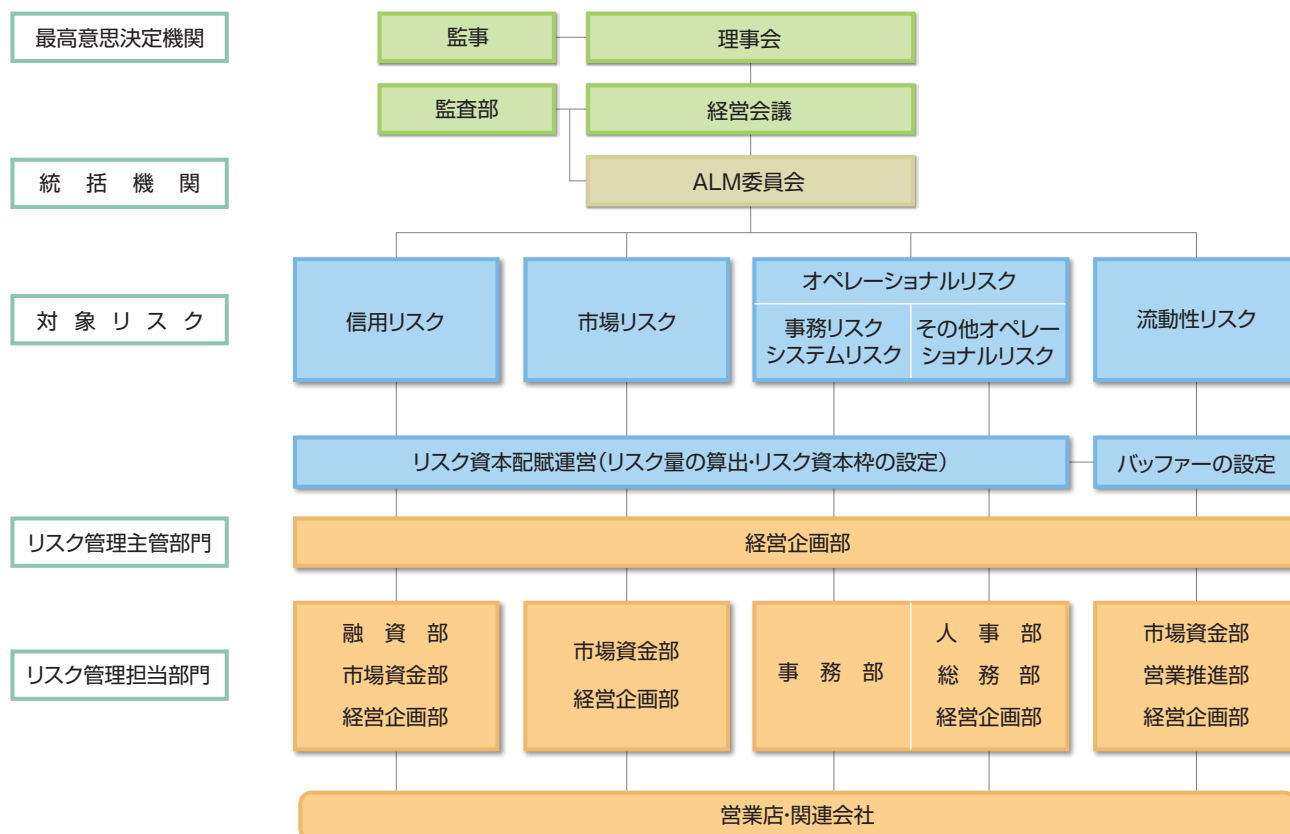 最高意思決定機関
監事
理事会
監査部
経営会議
統括機関
ALM委員会
対象リスク
信用リスク
市場リスク
オペレーショナルリスク
事務リスク
システムリスク
その他オペレー
ショナルリスク
流動性リスク
リスク資本配賦運営(リスク量の算出・リスク資本枠の設定)
バッファーの設定
リスク管理主管部門
経営企画部
リスク管理担当部門
融資部
市場資金部
経営企画部
市場資金部
経営企画部
事務部
人事部
総務部
経営企画部
市場資金部
営業推進部
経営企画部
営業店・関連会社